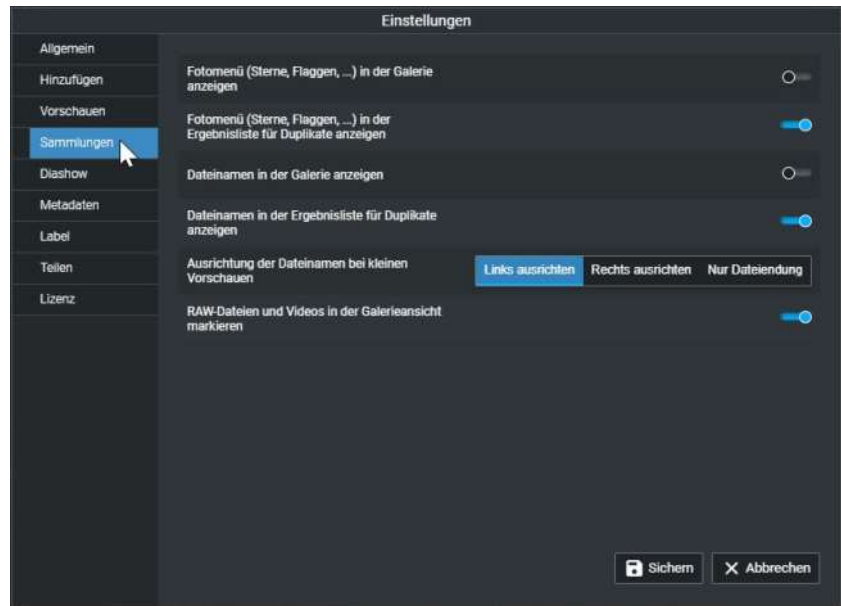 Einstellungen
Allgemein
Hinzufügen
Vorschauen
Sammlungen
Diashow
Metadaten
Label
Teilen
Lizenz
Fotomenü (Sterne, Flaggen, ...) in der Galerie
anzeigen
Fotomenü (Sterne, Flaggen, ...) in der
Ergebnisliste für Duplikate anzeigen
Dateinamen in der Galerie anzeigen
Dateinamen in der Ergebnisliste für Duplikate
anzeigen
Ausrichtung der Dateinamen bei kleinen
Vorschauen
Links ausrichten Rechts ausrichten Nur Dateiendung
RAW-Dateien und Videos in der Galerieansicht
markieren
Sichern Abbrechen